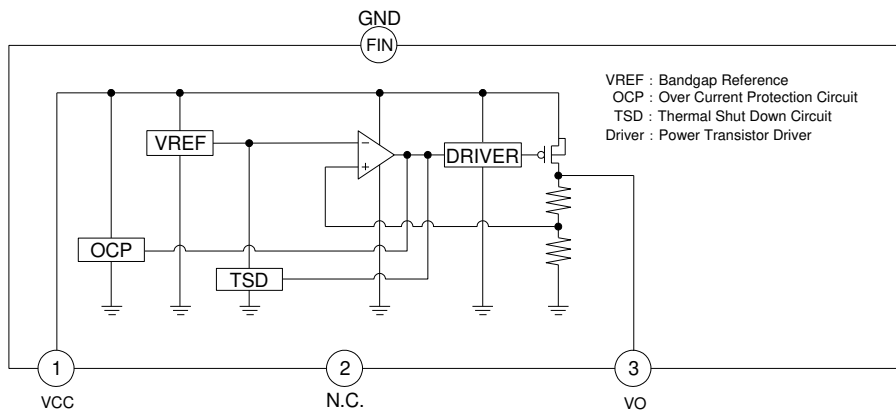 GND
FIN
VREF : Bandgap Reference
OCP : Over Current Protection Circuit
TSD : Thermal Shut Down Circuit
Driver : Power Transistor Driver
VREF
−
+
DRIVER
OCP
TSD
1
2
3
VCC
N.C.
VO